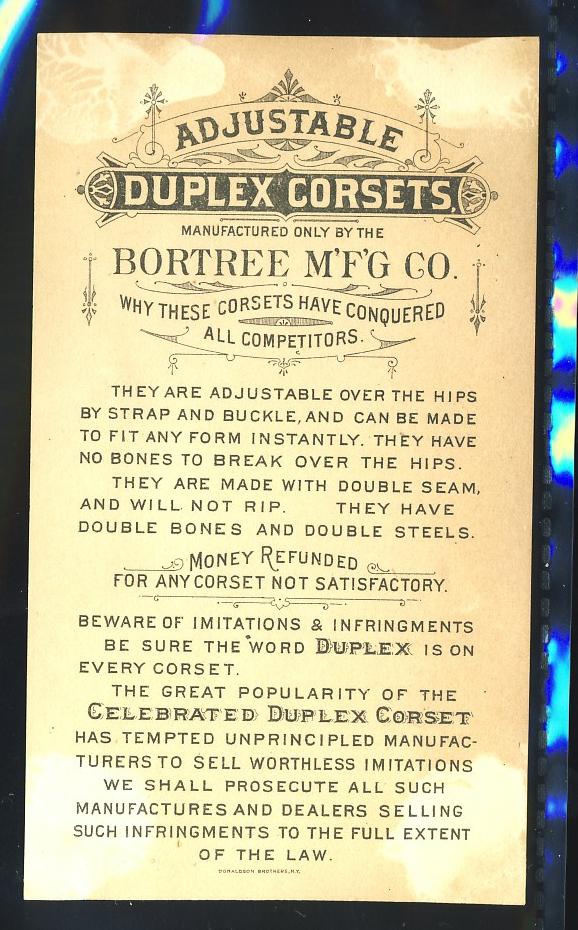 ADJUSTABLE
DUPLEX CORSETS.
MANUFACTURED ONLY BY THE
BORTREE M'F'G CO.
WHY THESE CORSETS HAVE CONQUERED
ALL COMPETITORS.
THEY ARE ADJUSTABLE OVER THE HIPS
BY STRAP AND BUCKLE, AND CAN BE MADE
TO FIT ANY FORM INSTANTLY. THEY HAVE
NO BONES TO BREAK OVER THE HIPS.
THEY ARE MADE WITH DOUBLE SEAM,
AND WILL NOT RIP. THEY HAVE
DOUBLE BONES AND DOUBLE STEELS.
MONEY REFUNDED
FOR ANY CORSET NOT SATISFACTORY.
BEWARE OF IMITATIONS & INFRINGMENTS
BE SURE THE WORD DUPLEX IS ON
EVERY CORSET.
THE GREAT POPULARITY OF THE
CELEBRATED DUPLEX CORSET
HAS TEMPTED UNPRINCIPLED MANUFAC-
TURERS TO SELL WORTHLESS IMITATIONS
WE SHALL PROSECUTE ALL SUCH
MANUFACTURES AND DEALERS SELLING
SUCH INFRINGMENTS TO THE FULL EXTENT
OF THE LAW.
DONALDSON BROTHERS, N.Y.